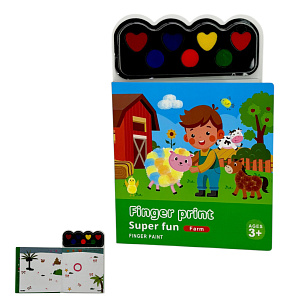 Finger print
Super fun
Farm
FINGER PAINT
AGES
3+